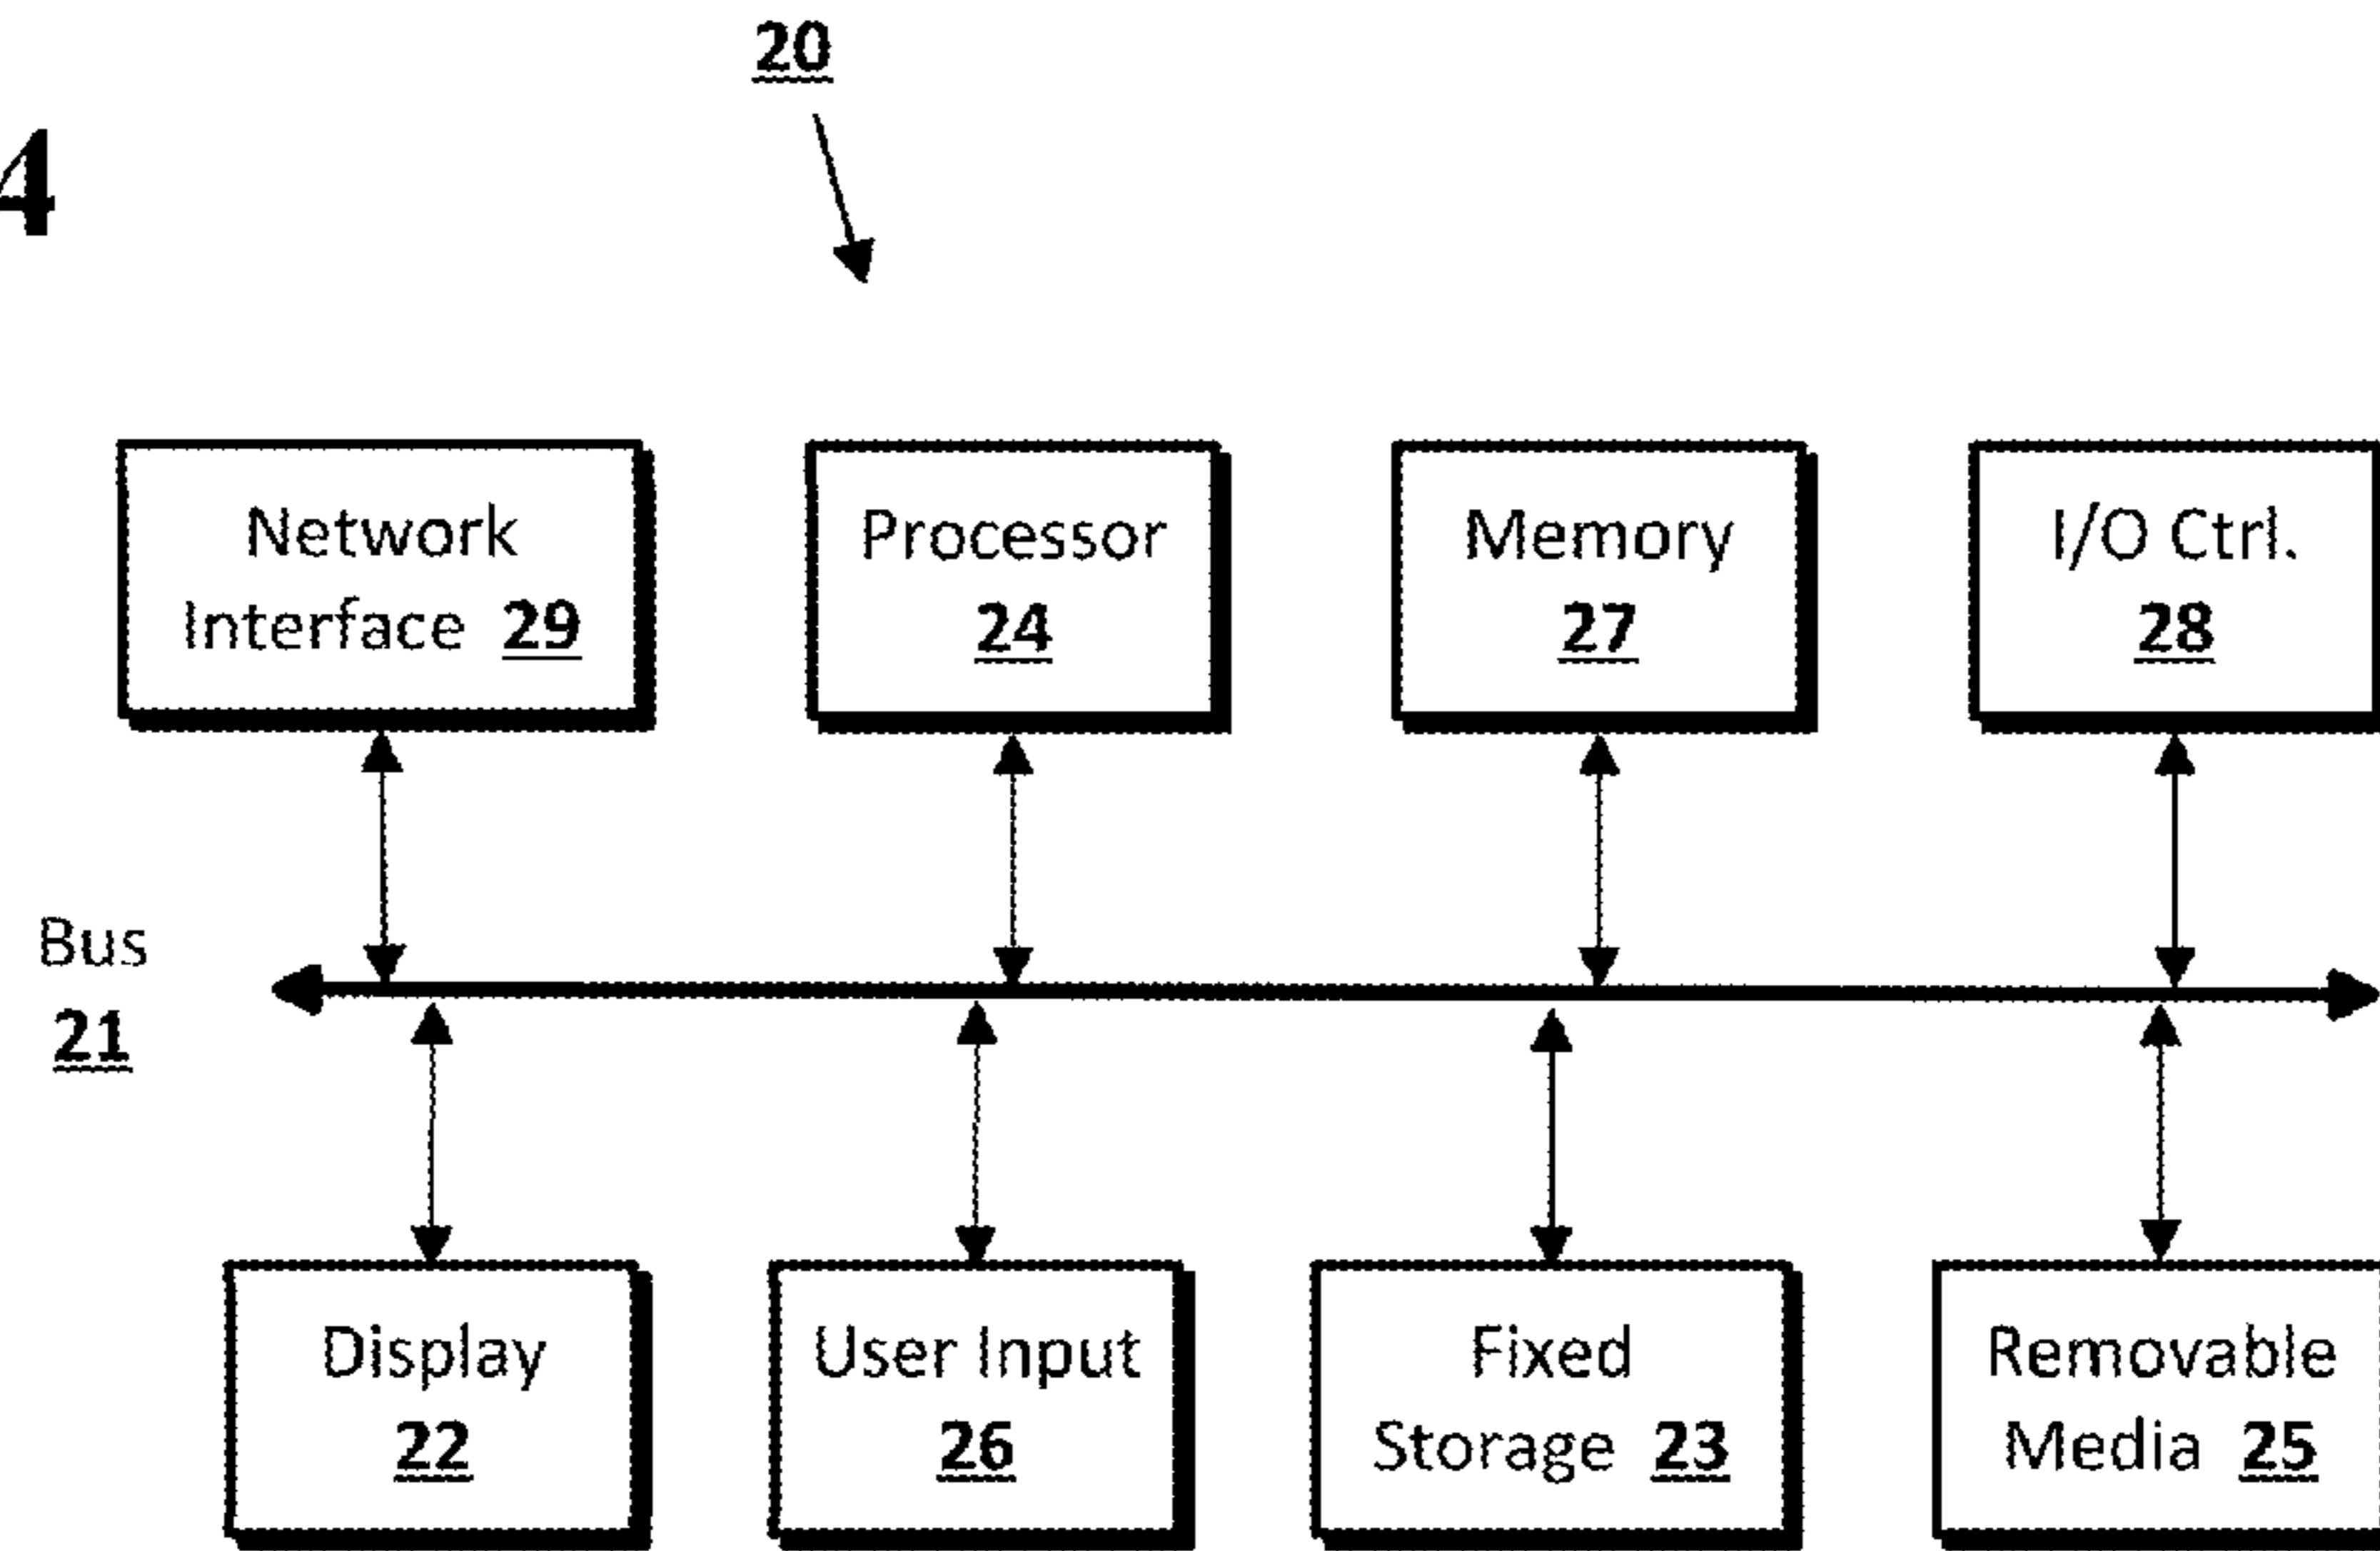 20
4
Network
Interface 29
Processor
24
Memory
27
I/O Ctrl.
28
Bus
21
Display
22
User Input
26
Fixed
Storage 23
Removable
Media 25